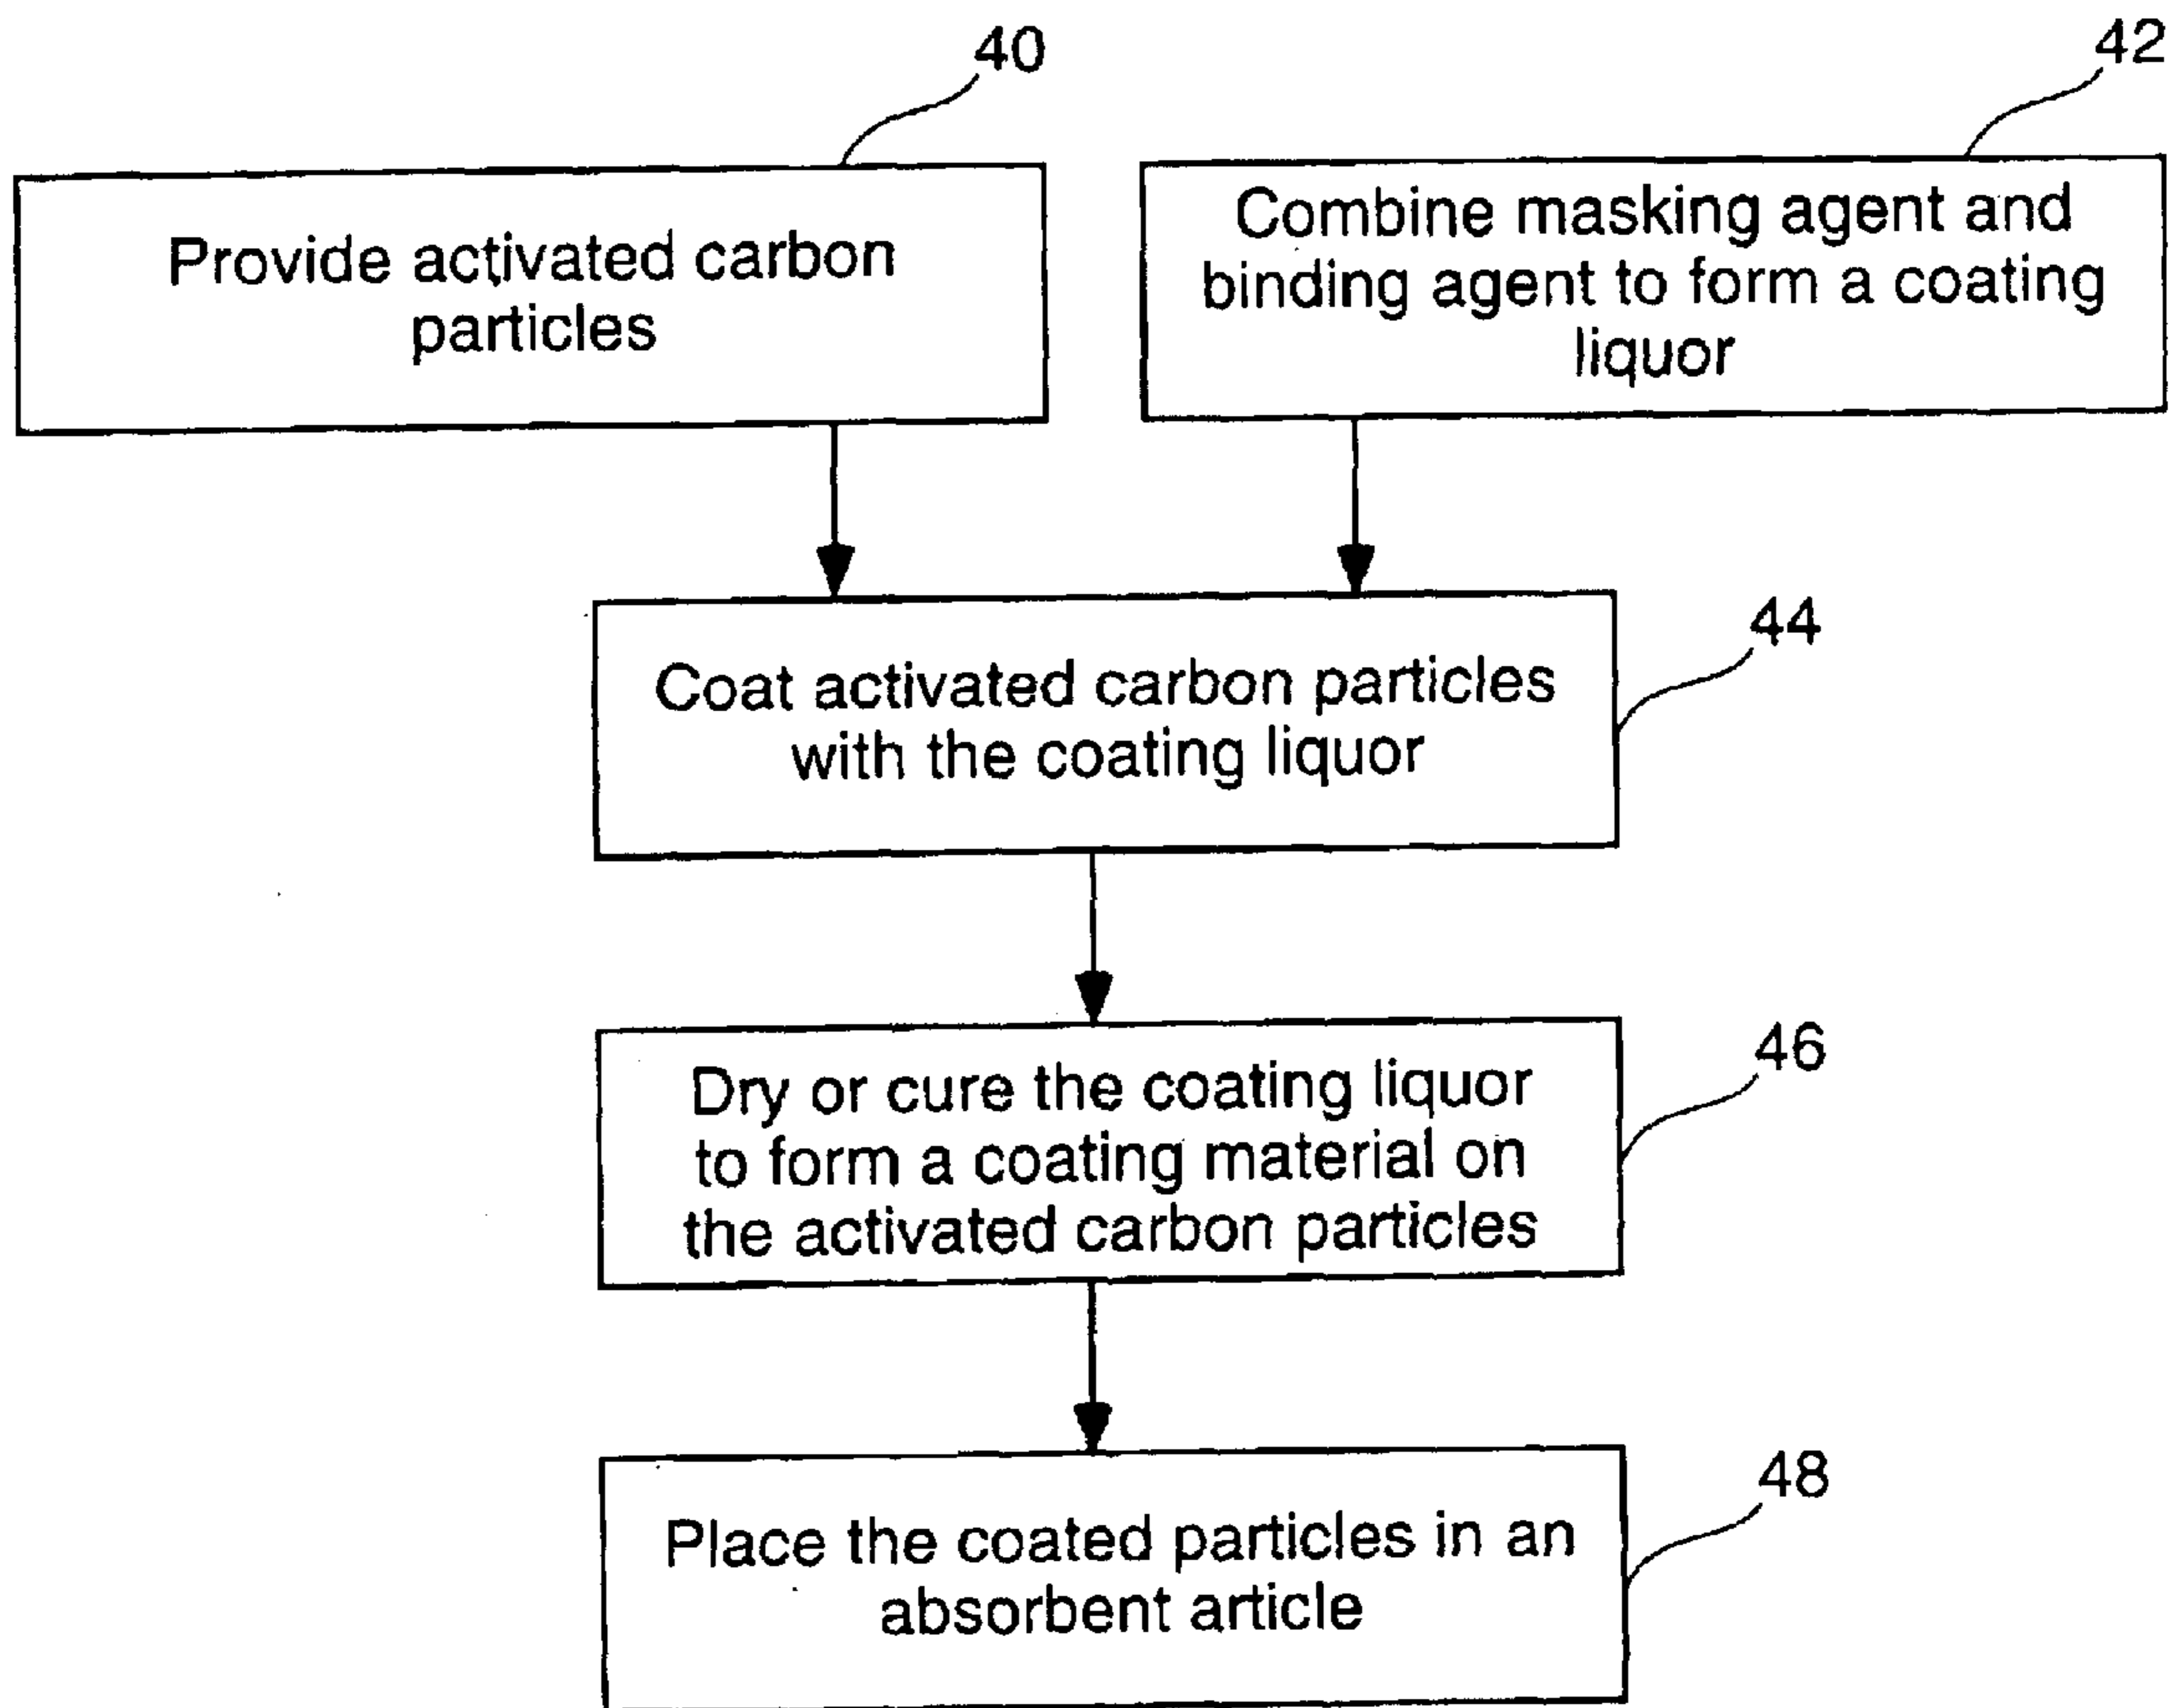 40
42
Provide activated carbon
particles
Combine masking agent and
binding agent to form a coating
liquor
44
Coat activated carbon particles
with the coating liquor
46
Dry or cure the coating liquor
to form a coating material on
the activated carbon particles
48
Place the coated particles in an
absorbent article